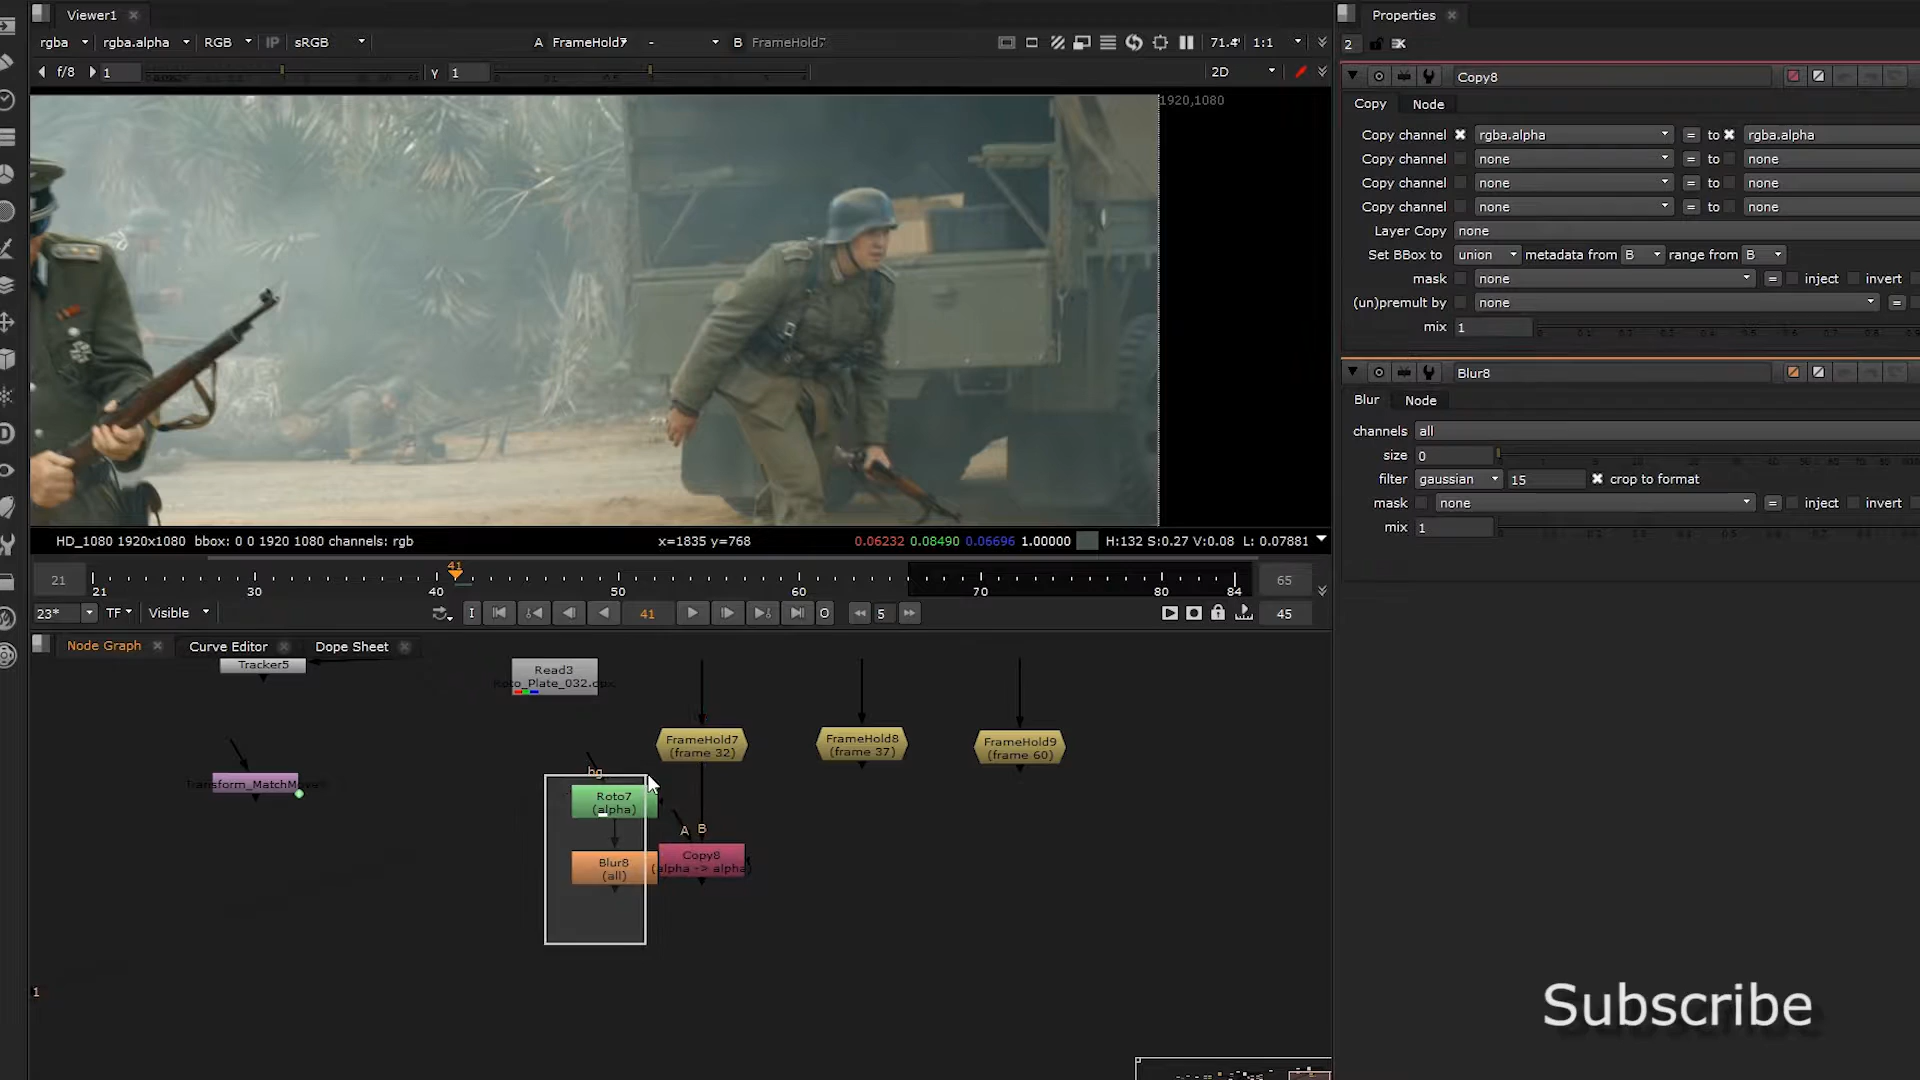 Viewer1
Properties
rgba rgba.alpha RGB IP sRGB A FrameHold7 - B FrameHold7 71.4 1:1
2
f/8 1 y 1 2D
1920,1080
Copy8
Copy Node
Copy channel rgba.alpha = to rgba.alpha
Copy channel none = to none
Copy channel none = to none
Copy channel none = to none
Layer Copy none
Set BBox to union metadata from B range from B
mask none = inject invert
(un)premult by none =
mix 1
Blur8
Blur Node
channels all
size 0
filter gaussian 15 crop to format
mask none = inject invert
mix 1
HD_1080 1920x1080 bbox: 0 0 1920 1080 channels: rgb x=1835 y=768 0.06232 0.08490 0.06696 1.00000 H:132 S:0.27 V:0.08 L: 0.07881
41
21 21 30 40 50 60 70 80 84 65
23* TF Visible I 41 O 5 45
Node Graph Curve Editor Dope Sheet
Tracker5
Read3
Roto_Plate_032.dpx
FrameHold7
(frame 32)
FrameHold8
(frame 37)
FrameHold9
(frame 60)
bg
Transform_MatchMove
Roto7
(alpha)
A B
Blur8
(all)
Copy8
(alpha -> alpha)
1
Subscribe